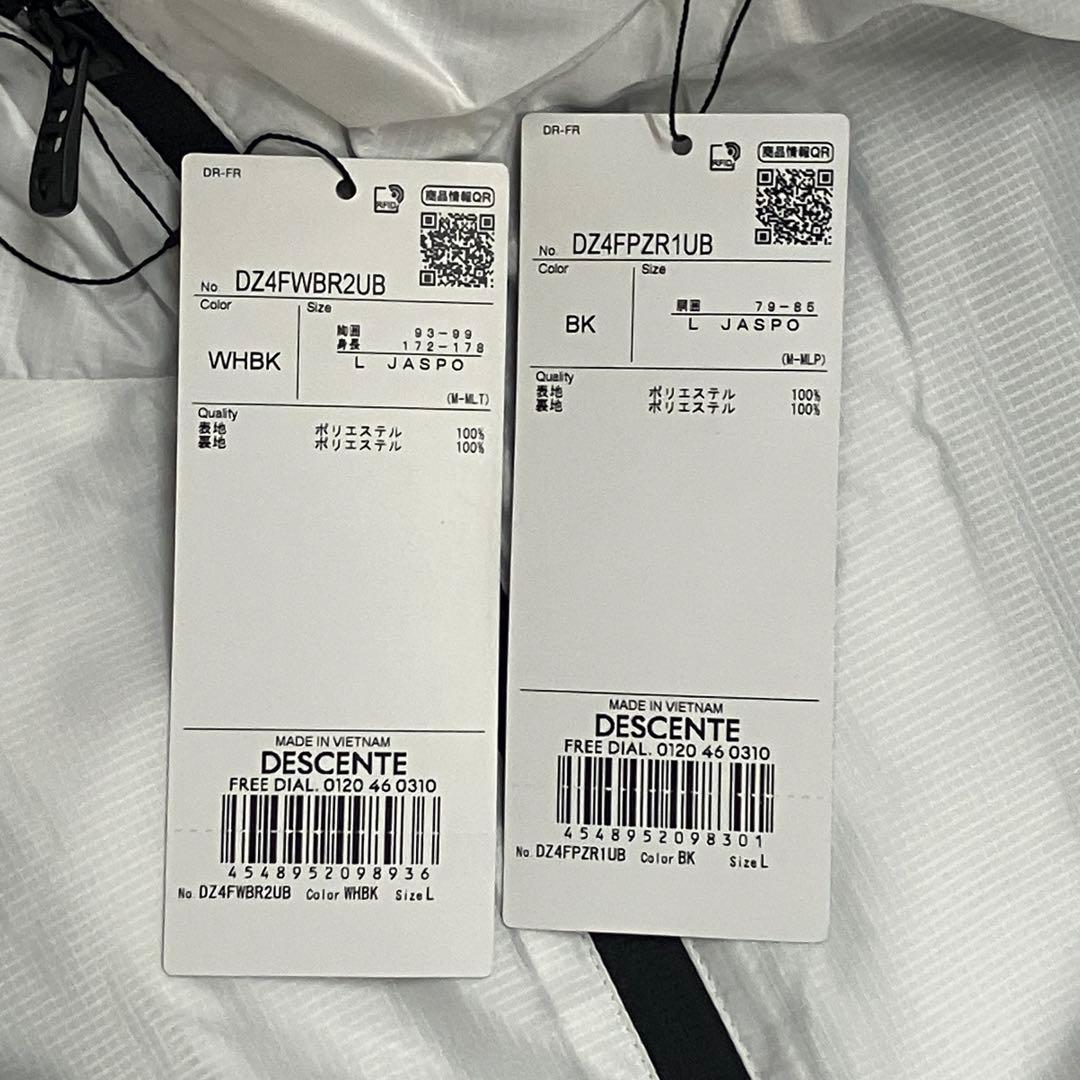 DR-FR
RFID
商品情報QR
No. DZ4FWBR2UB
Color
Size
WHBK
胸囲 93-99
身長 172-178
L JASPO
(M-MLT)
Quality
表地 ポリエステル 100%
裏地 ポリエステル 100%
MADE IN VIETNAM
DESCENTE
FREE DIAL. 0120 46 0310
4548952098936
No. DZ4FWBR2UB Color WHBK Size L
DR-FR
RFID
商品情報QR
No. DZ4FPZR1UB
Color
Size
BK
胴囲 79-85
L JASPO
(M-MLP)
Quality
表地 ポリエステル 100%
裏地 ポリエステル 100%
MADE IN VIETNAM
DESCENTE
FREE DIAL. 0120 46 0310
4548952098301
No. DZ4FPZR1UB Color BK Size L